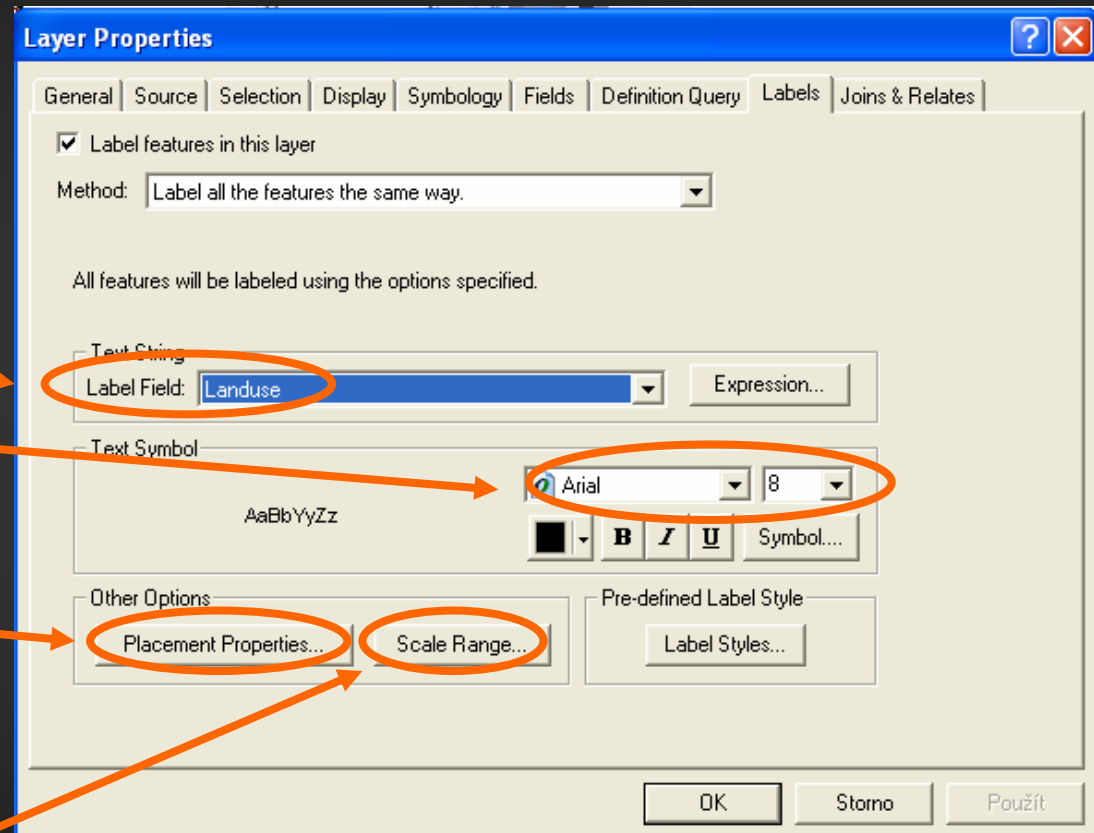 Layer Properties
General Source Selection Display Symbology Fields Definition Query Labels Joins & Relates
Label features in this layer
Method: Label all the features the same way.
All features will be labeled using the options specified.
Text String
Label Field: Landuse Expression...
Text Symbol
AaBbYyZz
Arial 8
B I U Symbol....
Other Options
Placement Properties... Scale Range...
Pre-defined Label Style
Label Styles...
OK Storno Použít